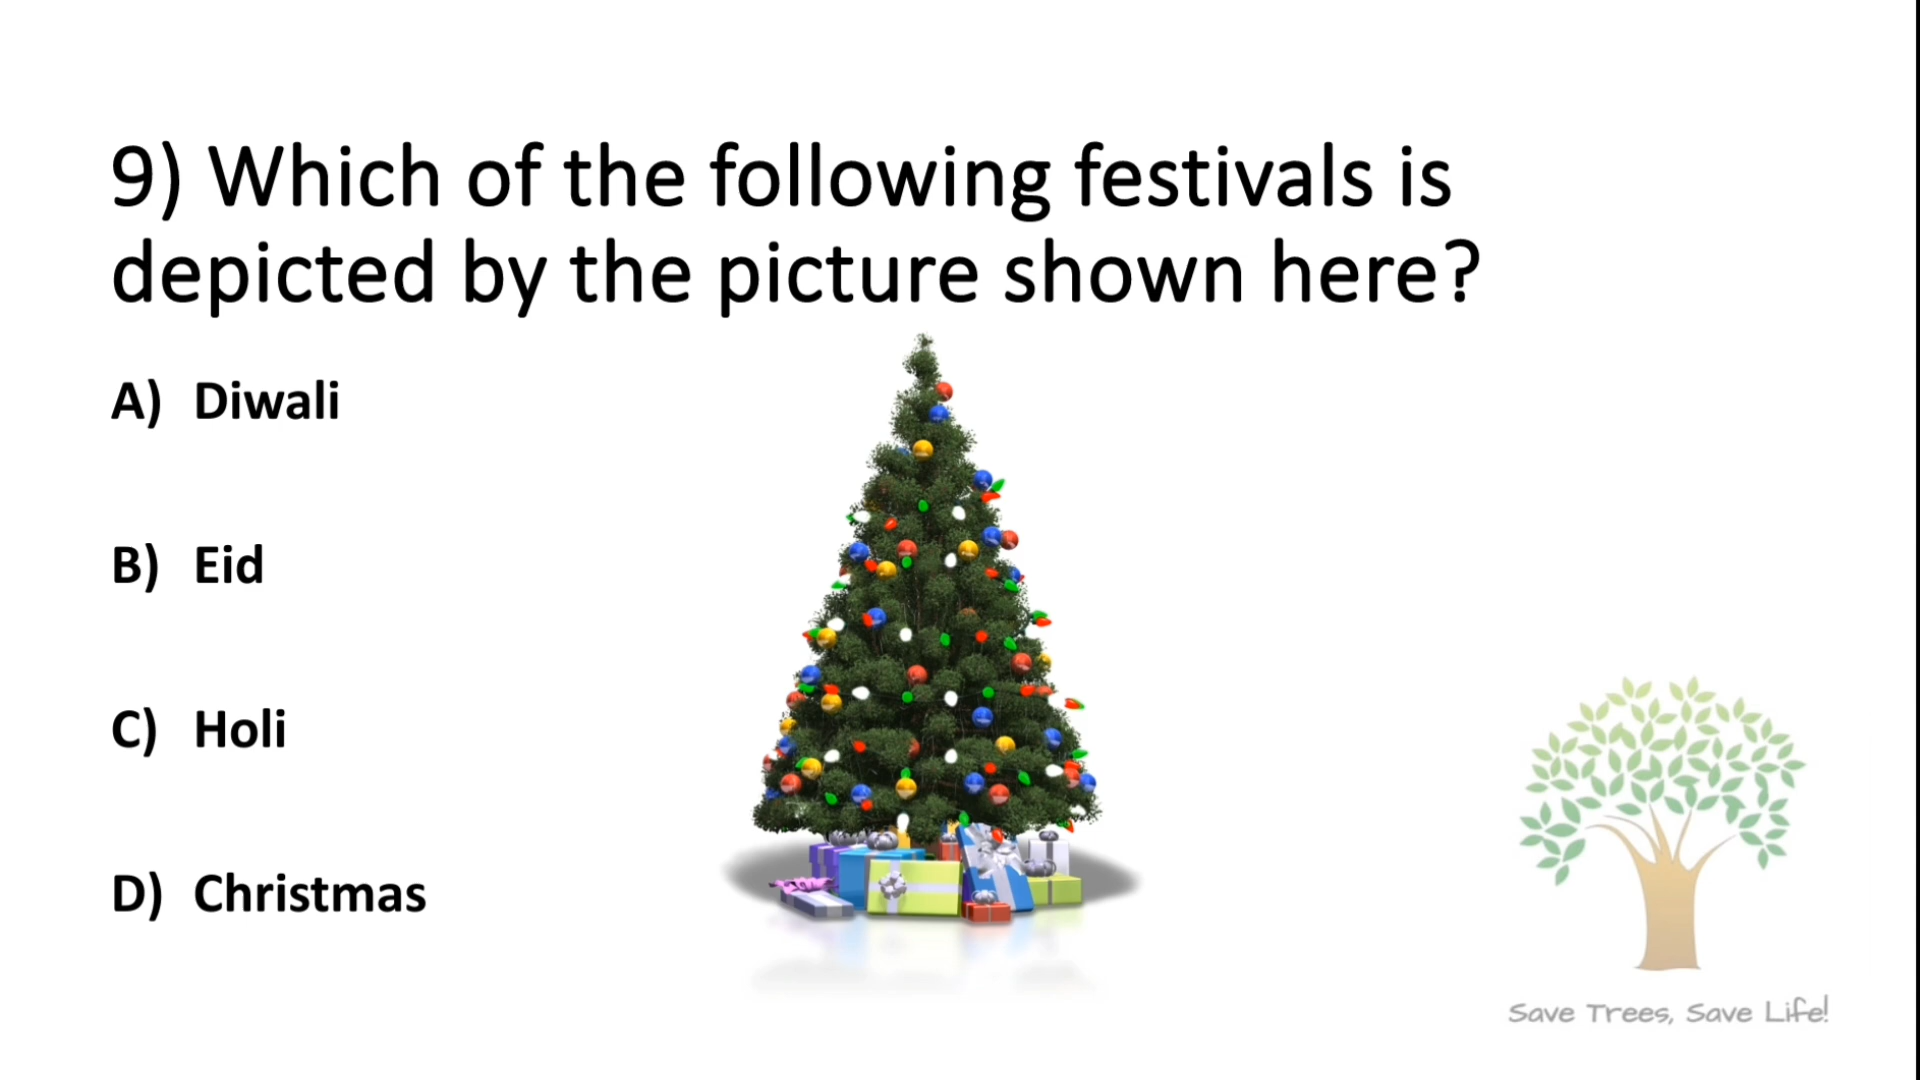 9) Which of the following festivals is
depicted by the picture shown here?
A) Diwali
B) Eid
C) Holi
D) Christmas
Save Trees, Save Life!